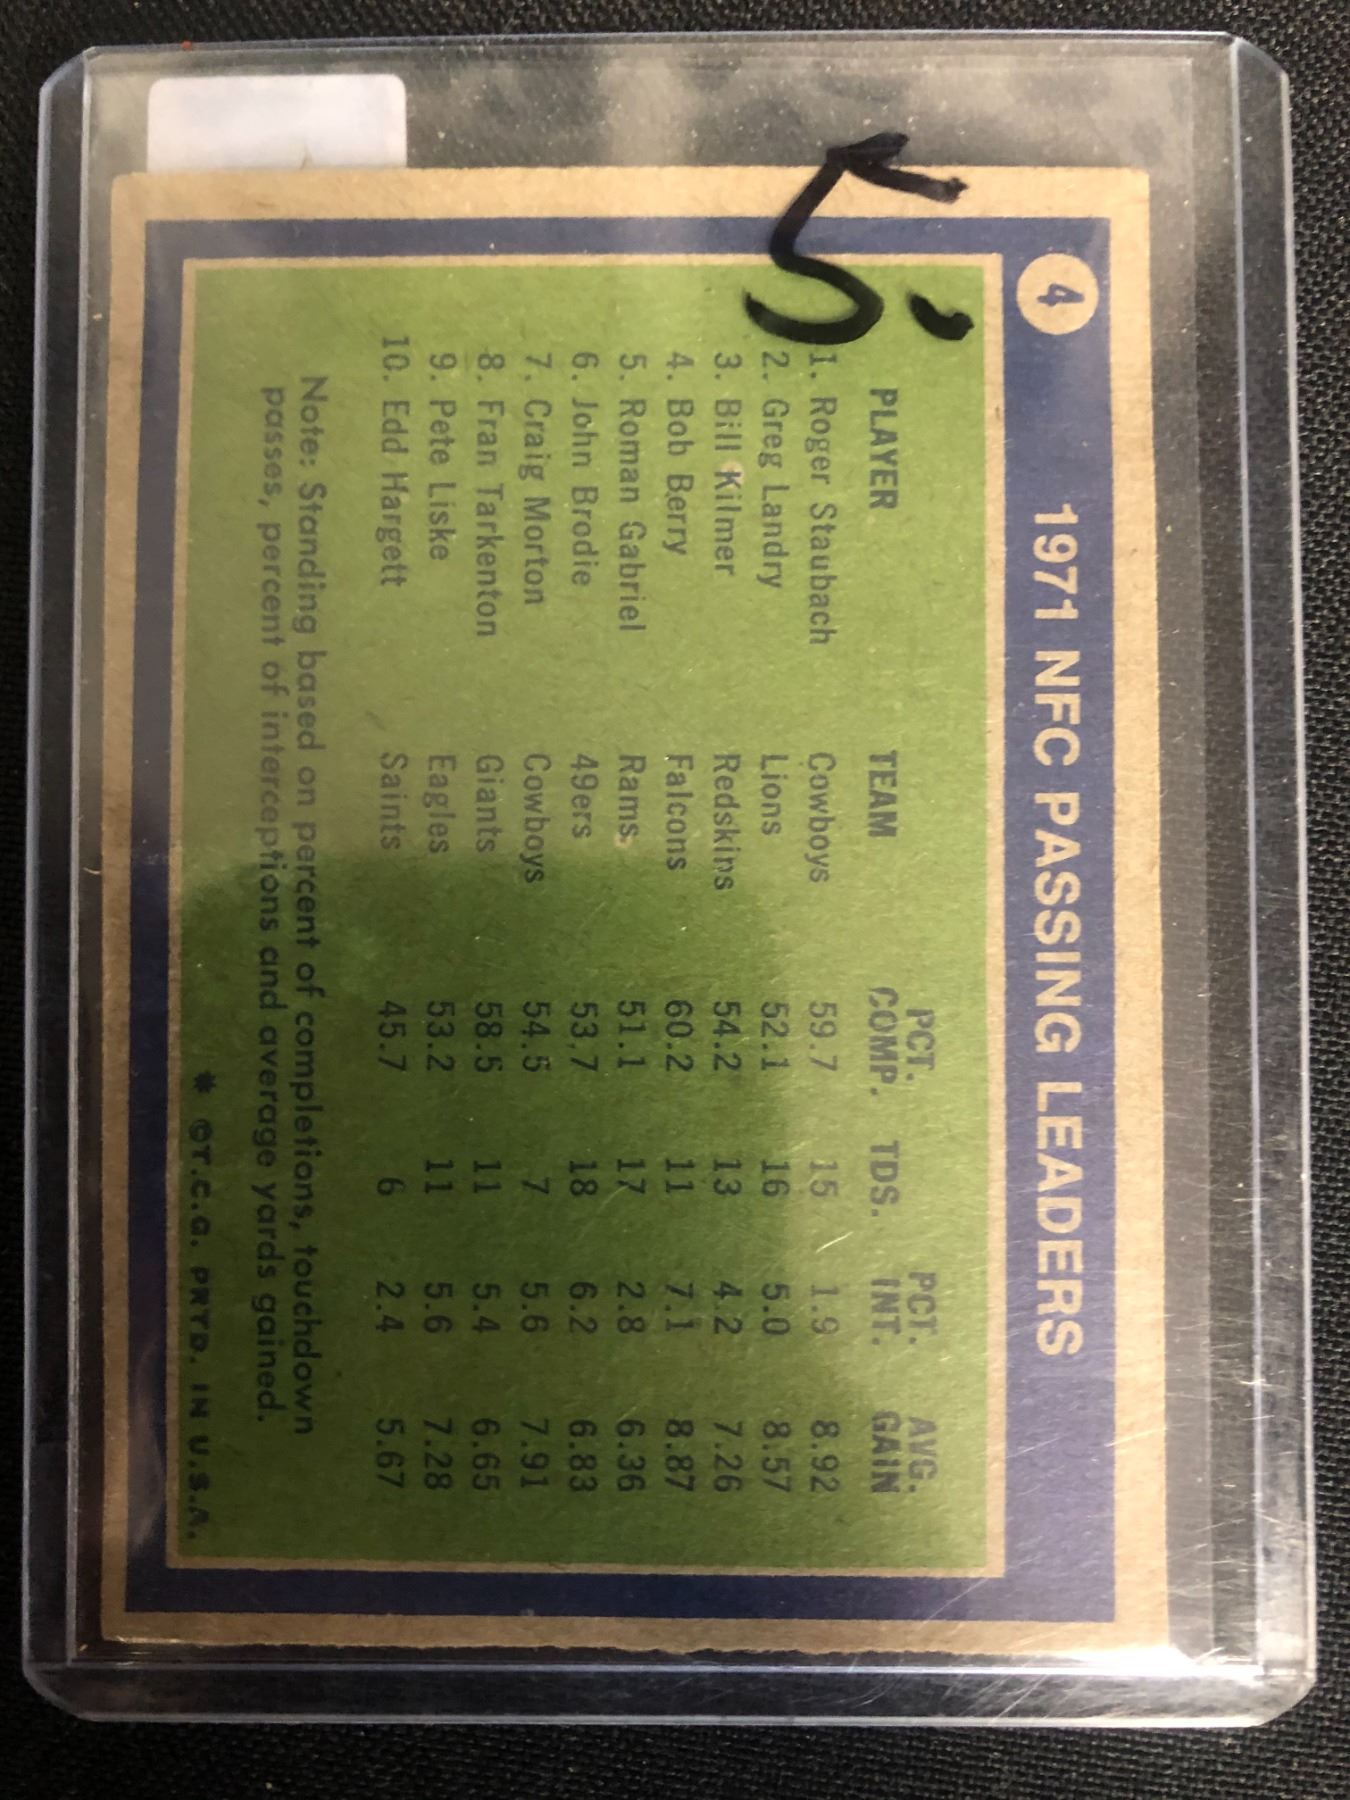 5.
4
1971 NFC PASSING LEADERS
PLAYER TEAM PCT. COMP. TDS. PCT. INT. AVG. GAIN
1. Roger Staubach Cowboys 59.7 15 1.9 8.92
2. Greg Landry Lions 52.1 16 5.0 8.57
3. Bill Kilmer Redskins 54.2 13 4.2 7.26
4. Bob Berry Falcons 60.2 11 7.1 8.87
5. Roman Gabriel Rams 51.1 17 2.8 6.36
6. John Brodie 49ers 53.7 18 6.2 6.83
7. Craig Morton Cowboys 54.5 7 5.6 7.91
8. Fran Tarkenton Giants 58.5 11 5.4 6.65
9. Pete Liske Eagles 53.2 11 5.6 7.28
10. Edd Hargett Saints 45.7 6 2.4 5.67
Note: Standing based on percent of completions, touchdown
passes, percent of interceptions and average yards gained.
* ©T.C.G. PRTD. IN U.S.A.